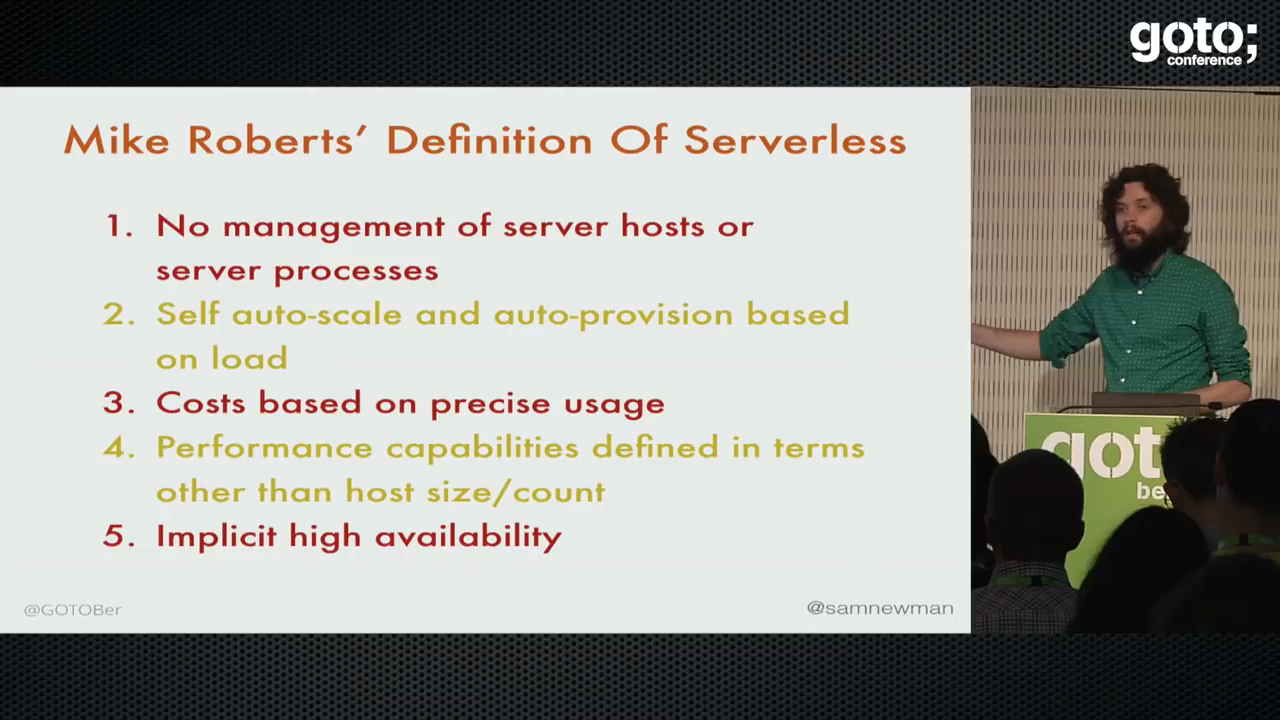 goto;
conference
Mike Roberts’ Definition Of Serverless
1. No management of server hosts or
server processes
2. Self auto-scale and auto-provision based
on load
3. Costs based on precise usage
4. Performance capabilities defined in terms
other than host size/count
5. Implicit high availability
@GOTOBer
@samnewman
goto
be